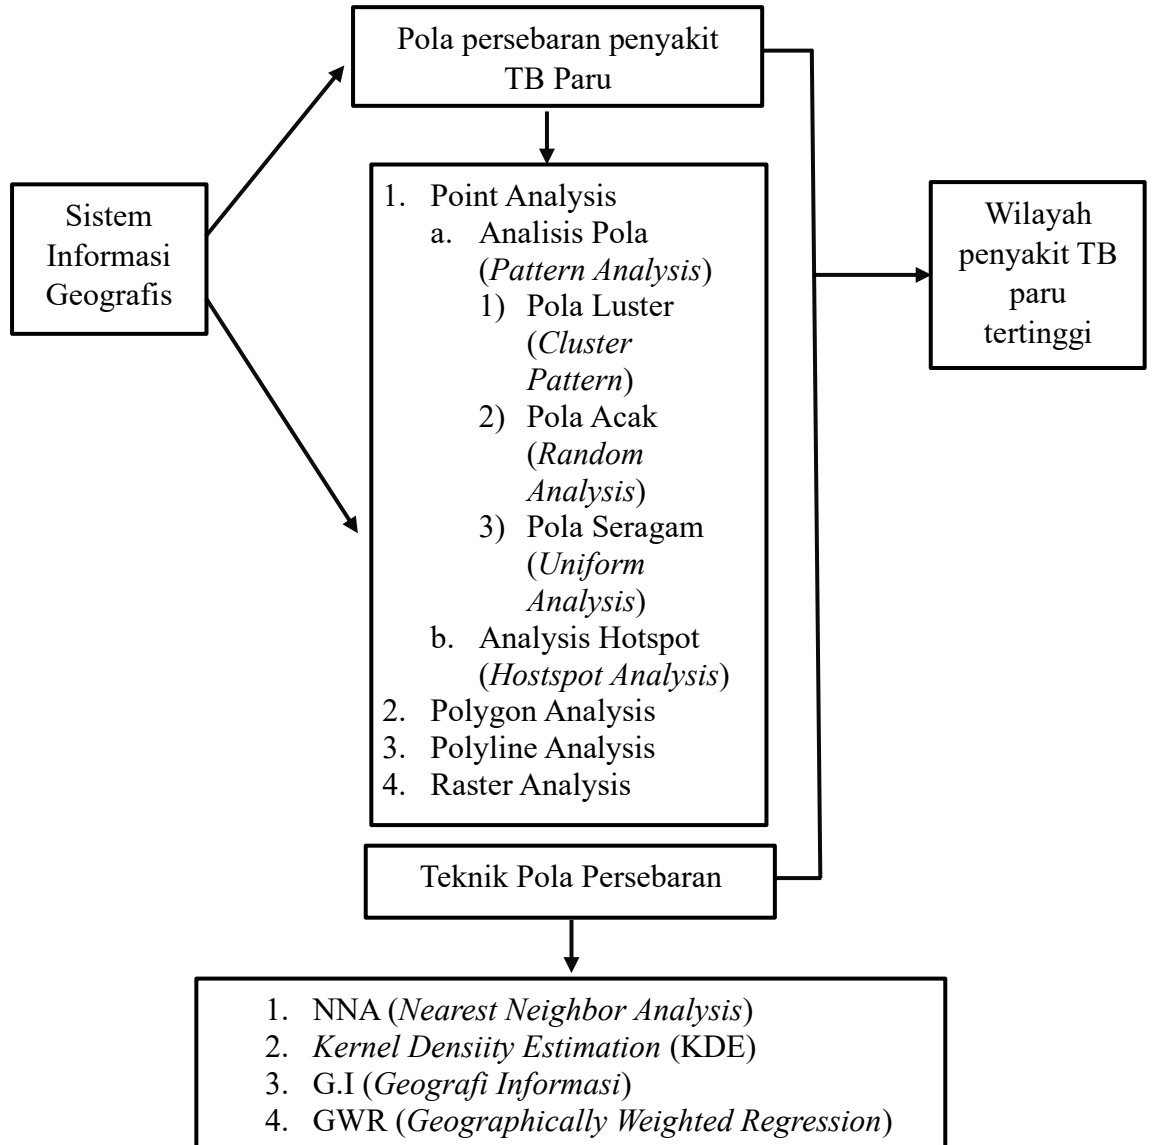 Pola persebaran penyakit
TB Paru
Sistem
Informasi
Geografis
1. Point Analysis
a. Analisis Pola
(Pattern Analysis)
1) Pola Luster
(Cluster
Pattern)
2) Pola Acak
(Random
Analysis)
3) Pola Seragam
(Uniform
Analysis)
b. Analysis Hotspot
(Hostspot Analysis)
2. Polygon Analysis
3. Polyline Analysis
4. Raster Analysis
Wilayah
penyakit TB
paru
tertinggi
Teknik Pola Persebaran
1. NNA (Nearest Neighbor Analysis)
2. Kernel Densiity Estimation (KDE)
3. G.I (Geografi Informasi)
4. GWR (Geographically Weighted Regression)